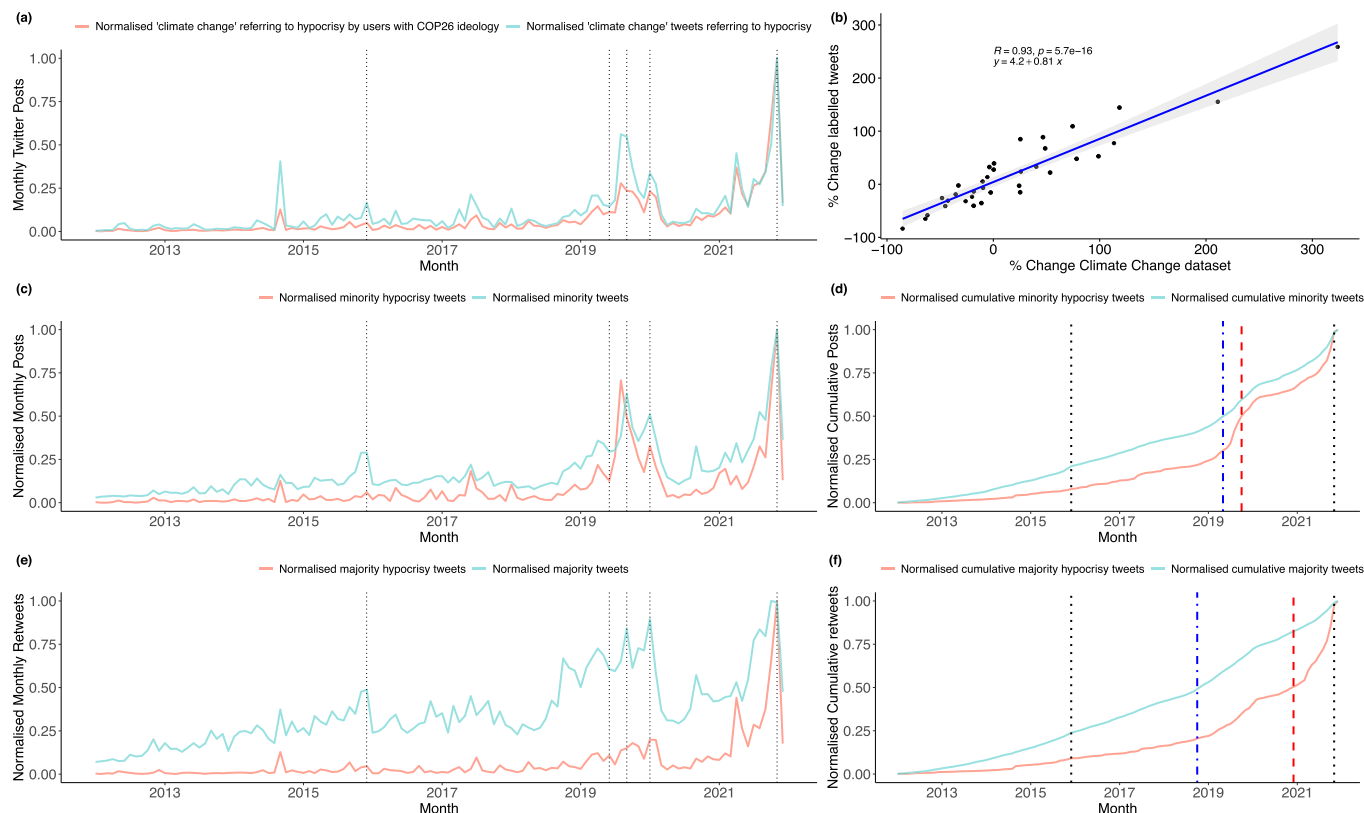 (a)
Normalised 'climate change' referring to hypocrisy by users with COP26 ideology
Normalised 'climate change' tweets referring to hypocrisy
Monthly Twitter Posts
1.00
0.75
0.50
0.25
0.00
2013
2015
2017
2019
2021
Month
(b)
R = 0.93, p = 5.7e−16
y = 4.2 + 0.81 x
% Change labelled tweets
300
200
100
0
−100
−100
0
100
200
300
% Change Climate Change dataset
(c)
Normalised minority hypocrisy tweets
Normalised minority tweets
Normalised Monthly Posts
1.00
0.75
0.50
0.25
0.00
2013
2015
2017
2019
2021
Month
(d)
Normalised cumulative minority hypocrisy tweets
Normalised cumulative minority tweets
Normalised Cumulative Posts
1.00
0.75
0.50
0.25
0.00
2013
2015
2017
2019
2021
Month
(e)
Normalised majority hypocrisy tweets
Normalised majority tweets
Normalised Monthly Retweets
1.00
0.75
0.50
0.25
0.00
2013
2015
2017
2019
2021
Month
(f)
Normalised cumulative majority hypocrisy tweets
Normalised cumulative majority tweets
Normalised Cumulative retweets
1.00
0.75
0.50
0.25
0.00
2013
2015
2017
2019
2021
Month